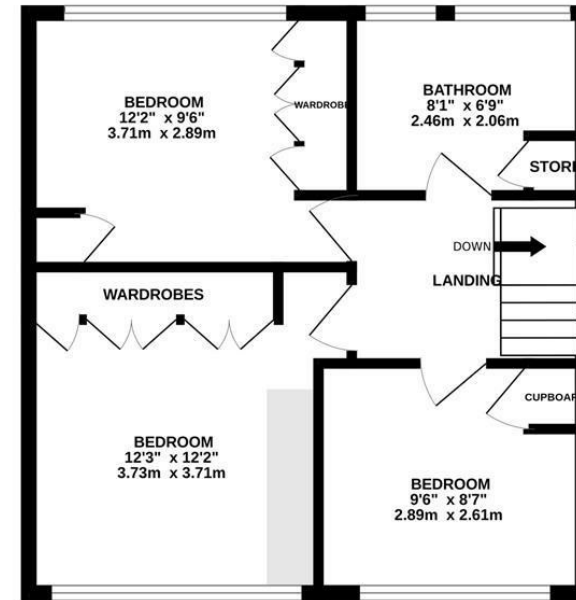 BEDROOM
12'2" x 9'6"
3.71m x 2.89m
WARDROBE
BATHROOM
8'1" x 6'9"
2.46m x 2.06m
STORE
DOWN
LANDING
WARDROBES
BEDROOM
12'3" x 12'2"
3.73m x 3.71m
CUPBOAR
BEDROOM
9'6" x 8'7"
2.89m x 2.61m